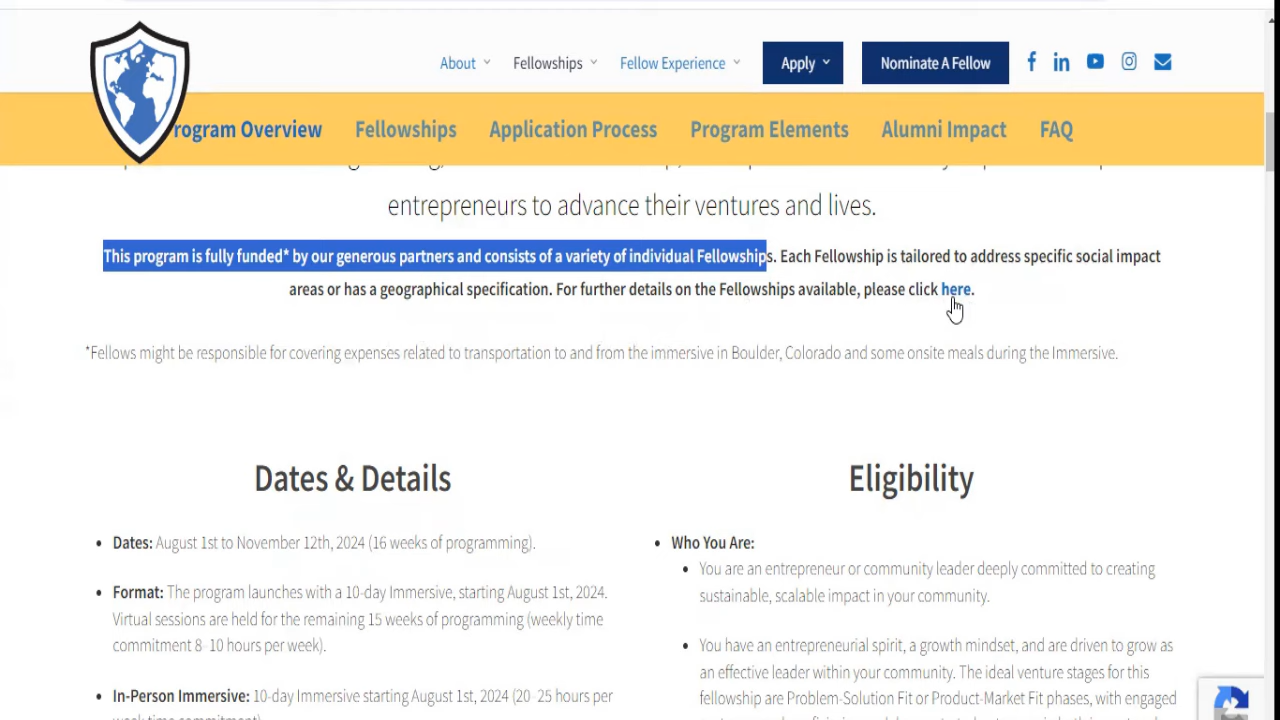 About
Fellowships
Fellow Experience
Apply
Nominate A Fellow
rogram Overview
Fellowships
Application Process
Program Elements
Alumni Impact
FAQ
entrepreneurs to advance their ventures and lives.
This program is fully funded* by our generous partners and consists of a variety of individual Fellowships. Each Fellowship is tailored to address specific social impact
areas or has a geographical specification. For further details on the Fellowships available, please click here.
*Fellows might be responsible for covering expenses related to transportation to and from the immersive in Boulder, Colorado and some onsite meals during the Immersive.
Dates & Details
• Dates: August 1st to November 12th, 2024 (16 weeks of programming).
• Format: The program launches with a 10-day Immersive, starting August 1st, 2024.
Virtual sessions are held for the remaining 15 weeks of programming (weekly time
commitment 8-10 hours per week).
• In-Person Immersive: 10-day Immersive starting August 1st, 2024 (20-25 hours per
week time commitment)
Eligibility
• Who You Are:
• You are an entrepreneur or community leader deeply committed to creating
sustainable, scalable impact in your community.
• You have an entrepreneurial spirit, a growth mindset, and are driven to grow as
an effective leader within your community. The ideal venture stages for this
fellowship are Problem-Solution Fit or Product-Market Fit phases, with engaged